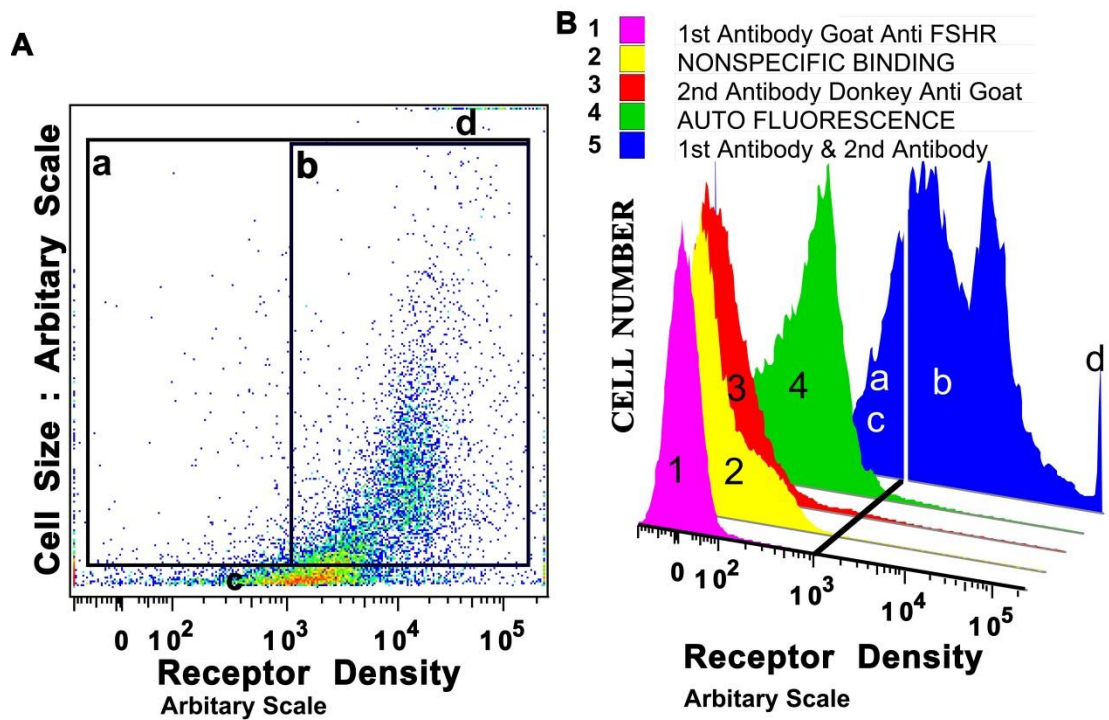 A
Cell Size : Arbitary Scale
a
b
c
d
0 10² 10³ 10⁴ 10⁵
Receptor Density
Arbitary Scale
B
1 1st Antibody Goat Anti FSHR
2 NONSPECIFIC BINDING
3 2nd Antibody Donkey Anti Goat
4 AUTO FLUORESCENCE
5 1st Antibody & 2nd Antibody
CELL NUMBER
1
2
3
4
a
c
b
d
0 10² 10³ 10⁴ 10⁵
Receptor Density
Arbitary Scale